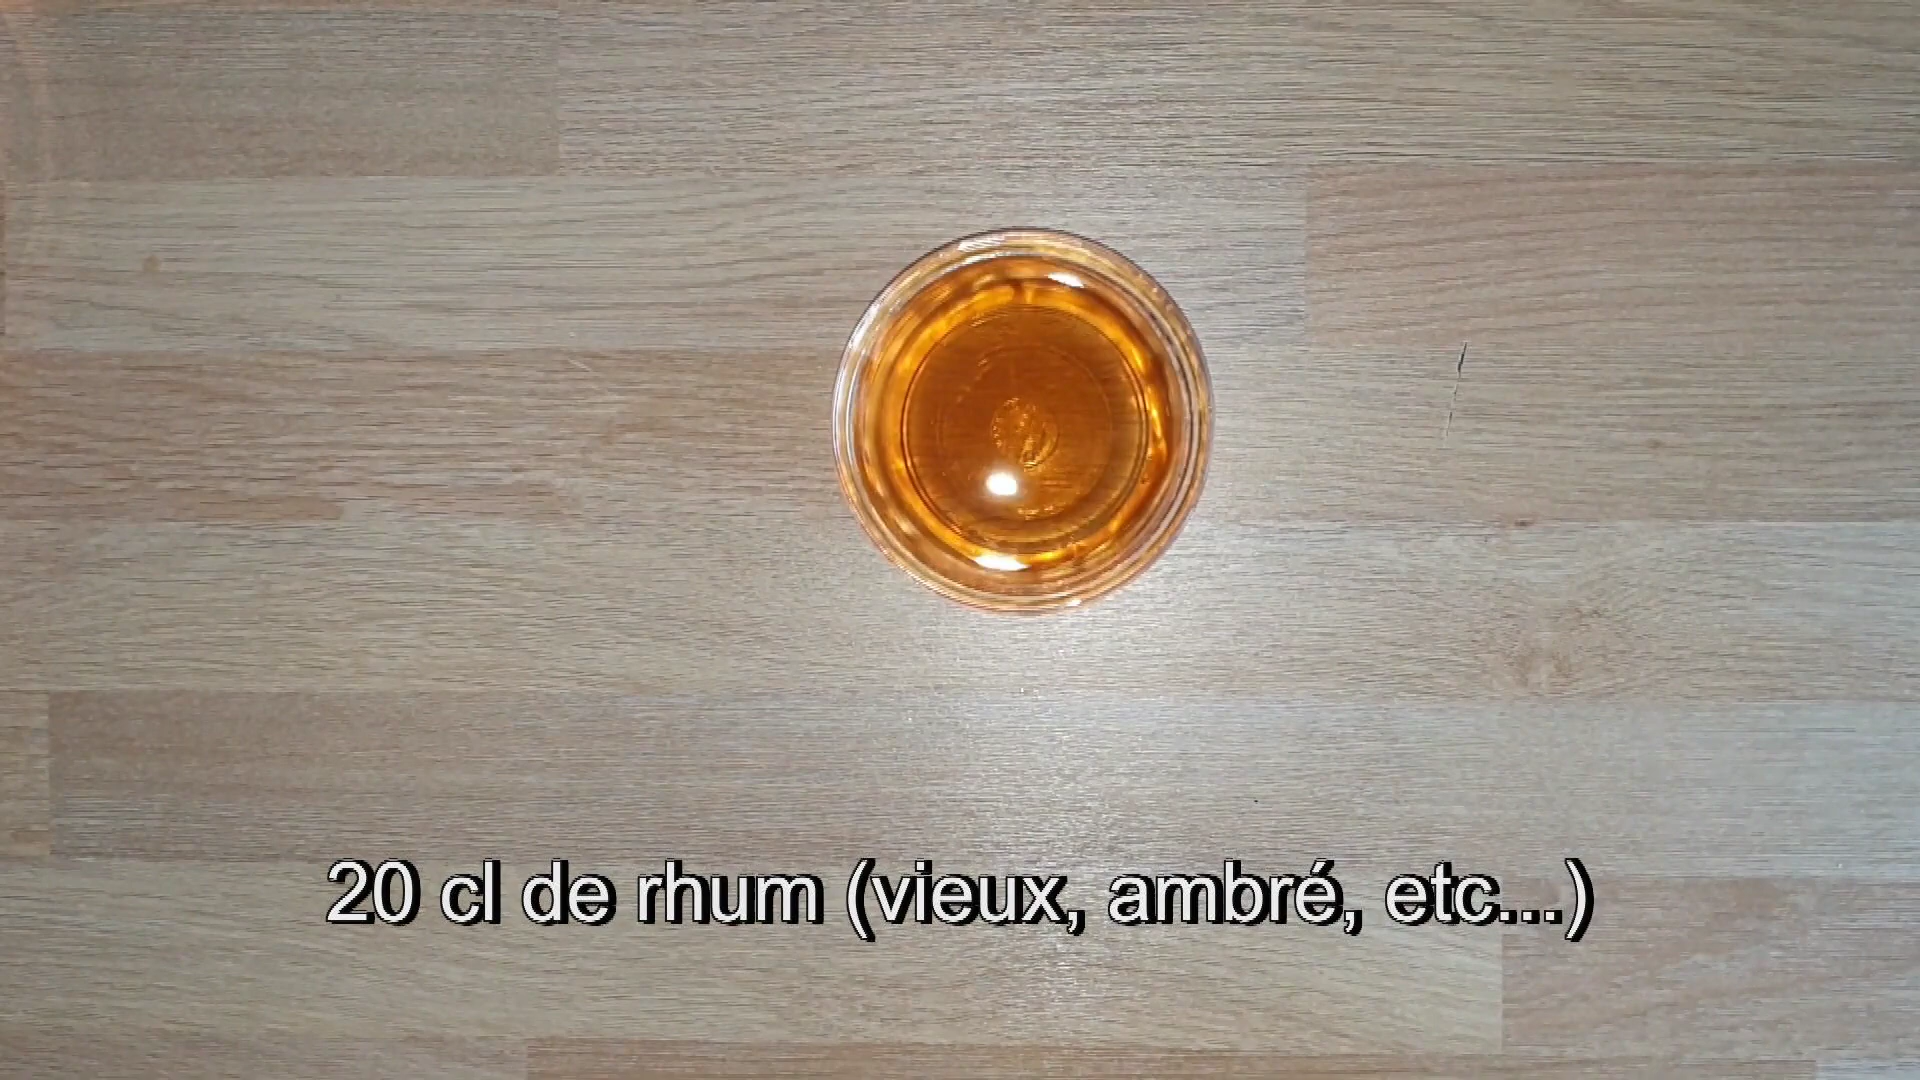 20 cl de rhum (vieux, ambré, etc...)